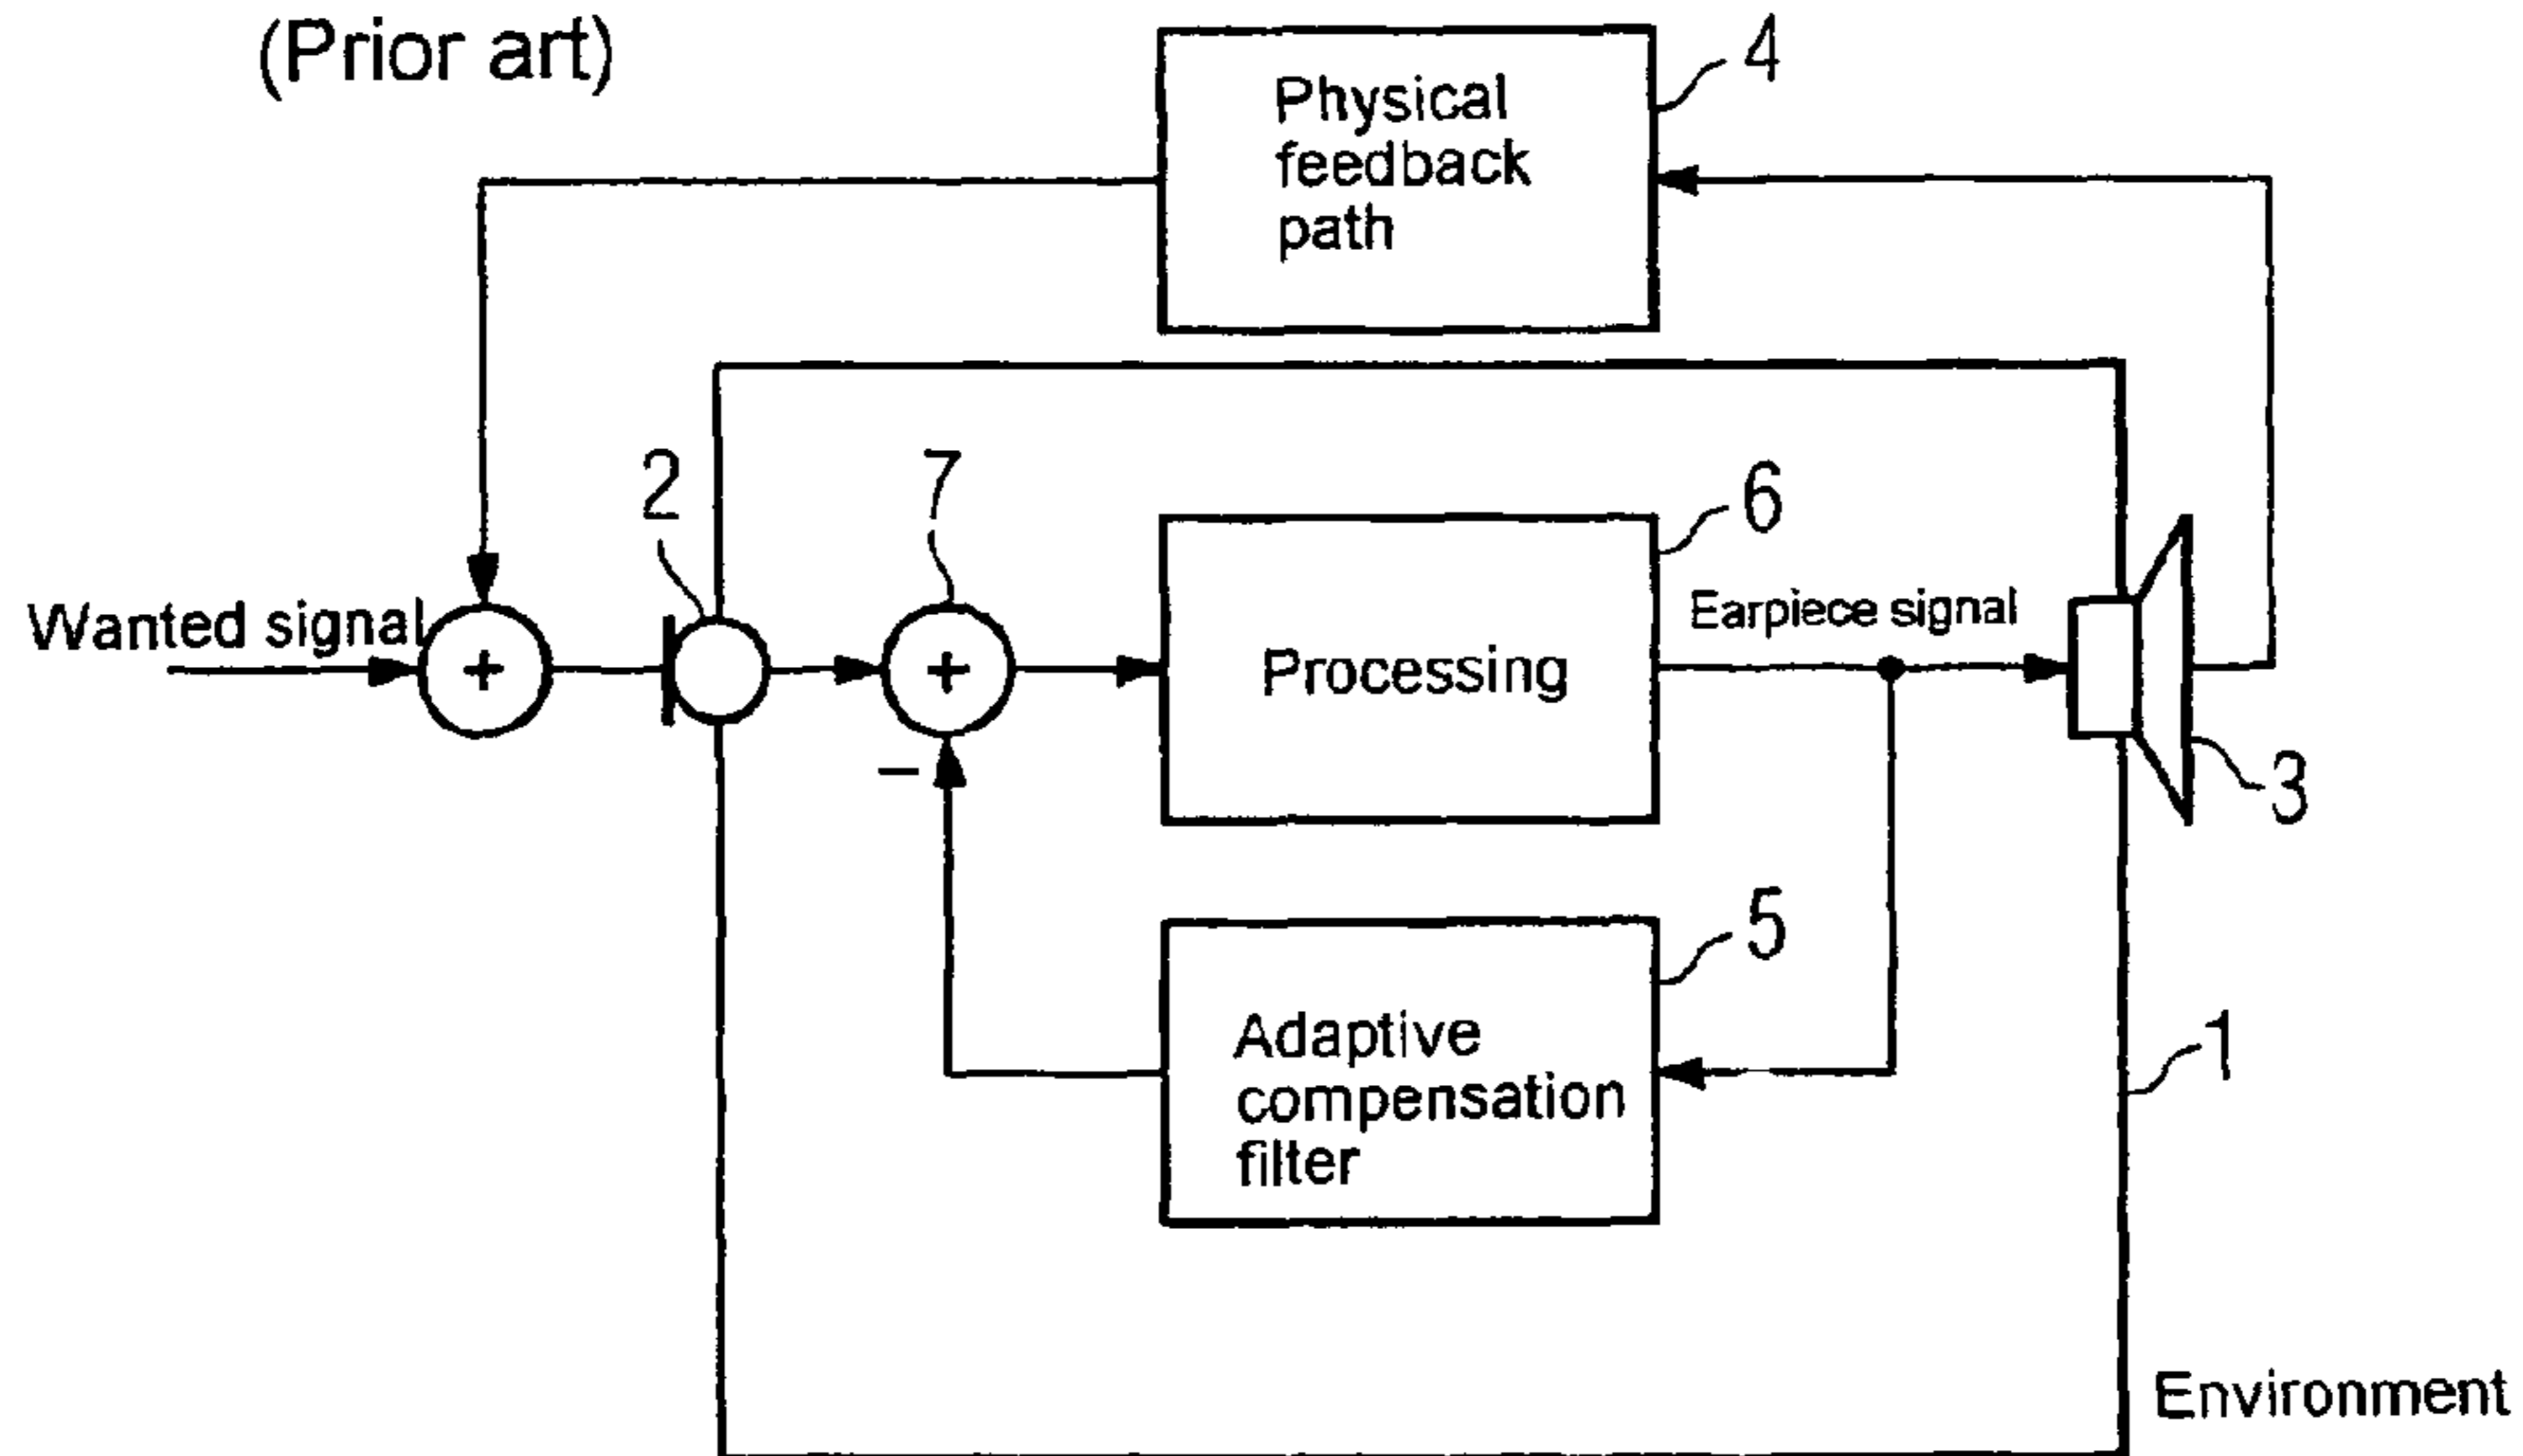 (Prior art)
4
Physical
feedback
path
2
7
6
Wanted signal
+
+
Processing
Earpiece signal
3
–
5
Adaptive
compensation
filter
1
Environment